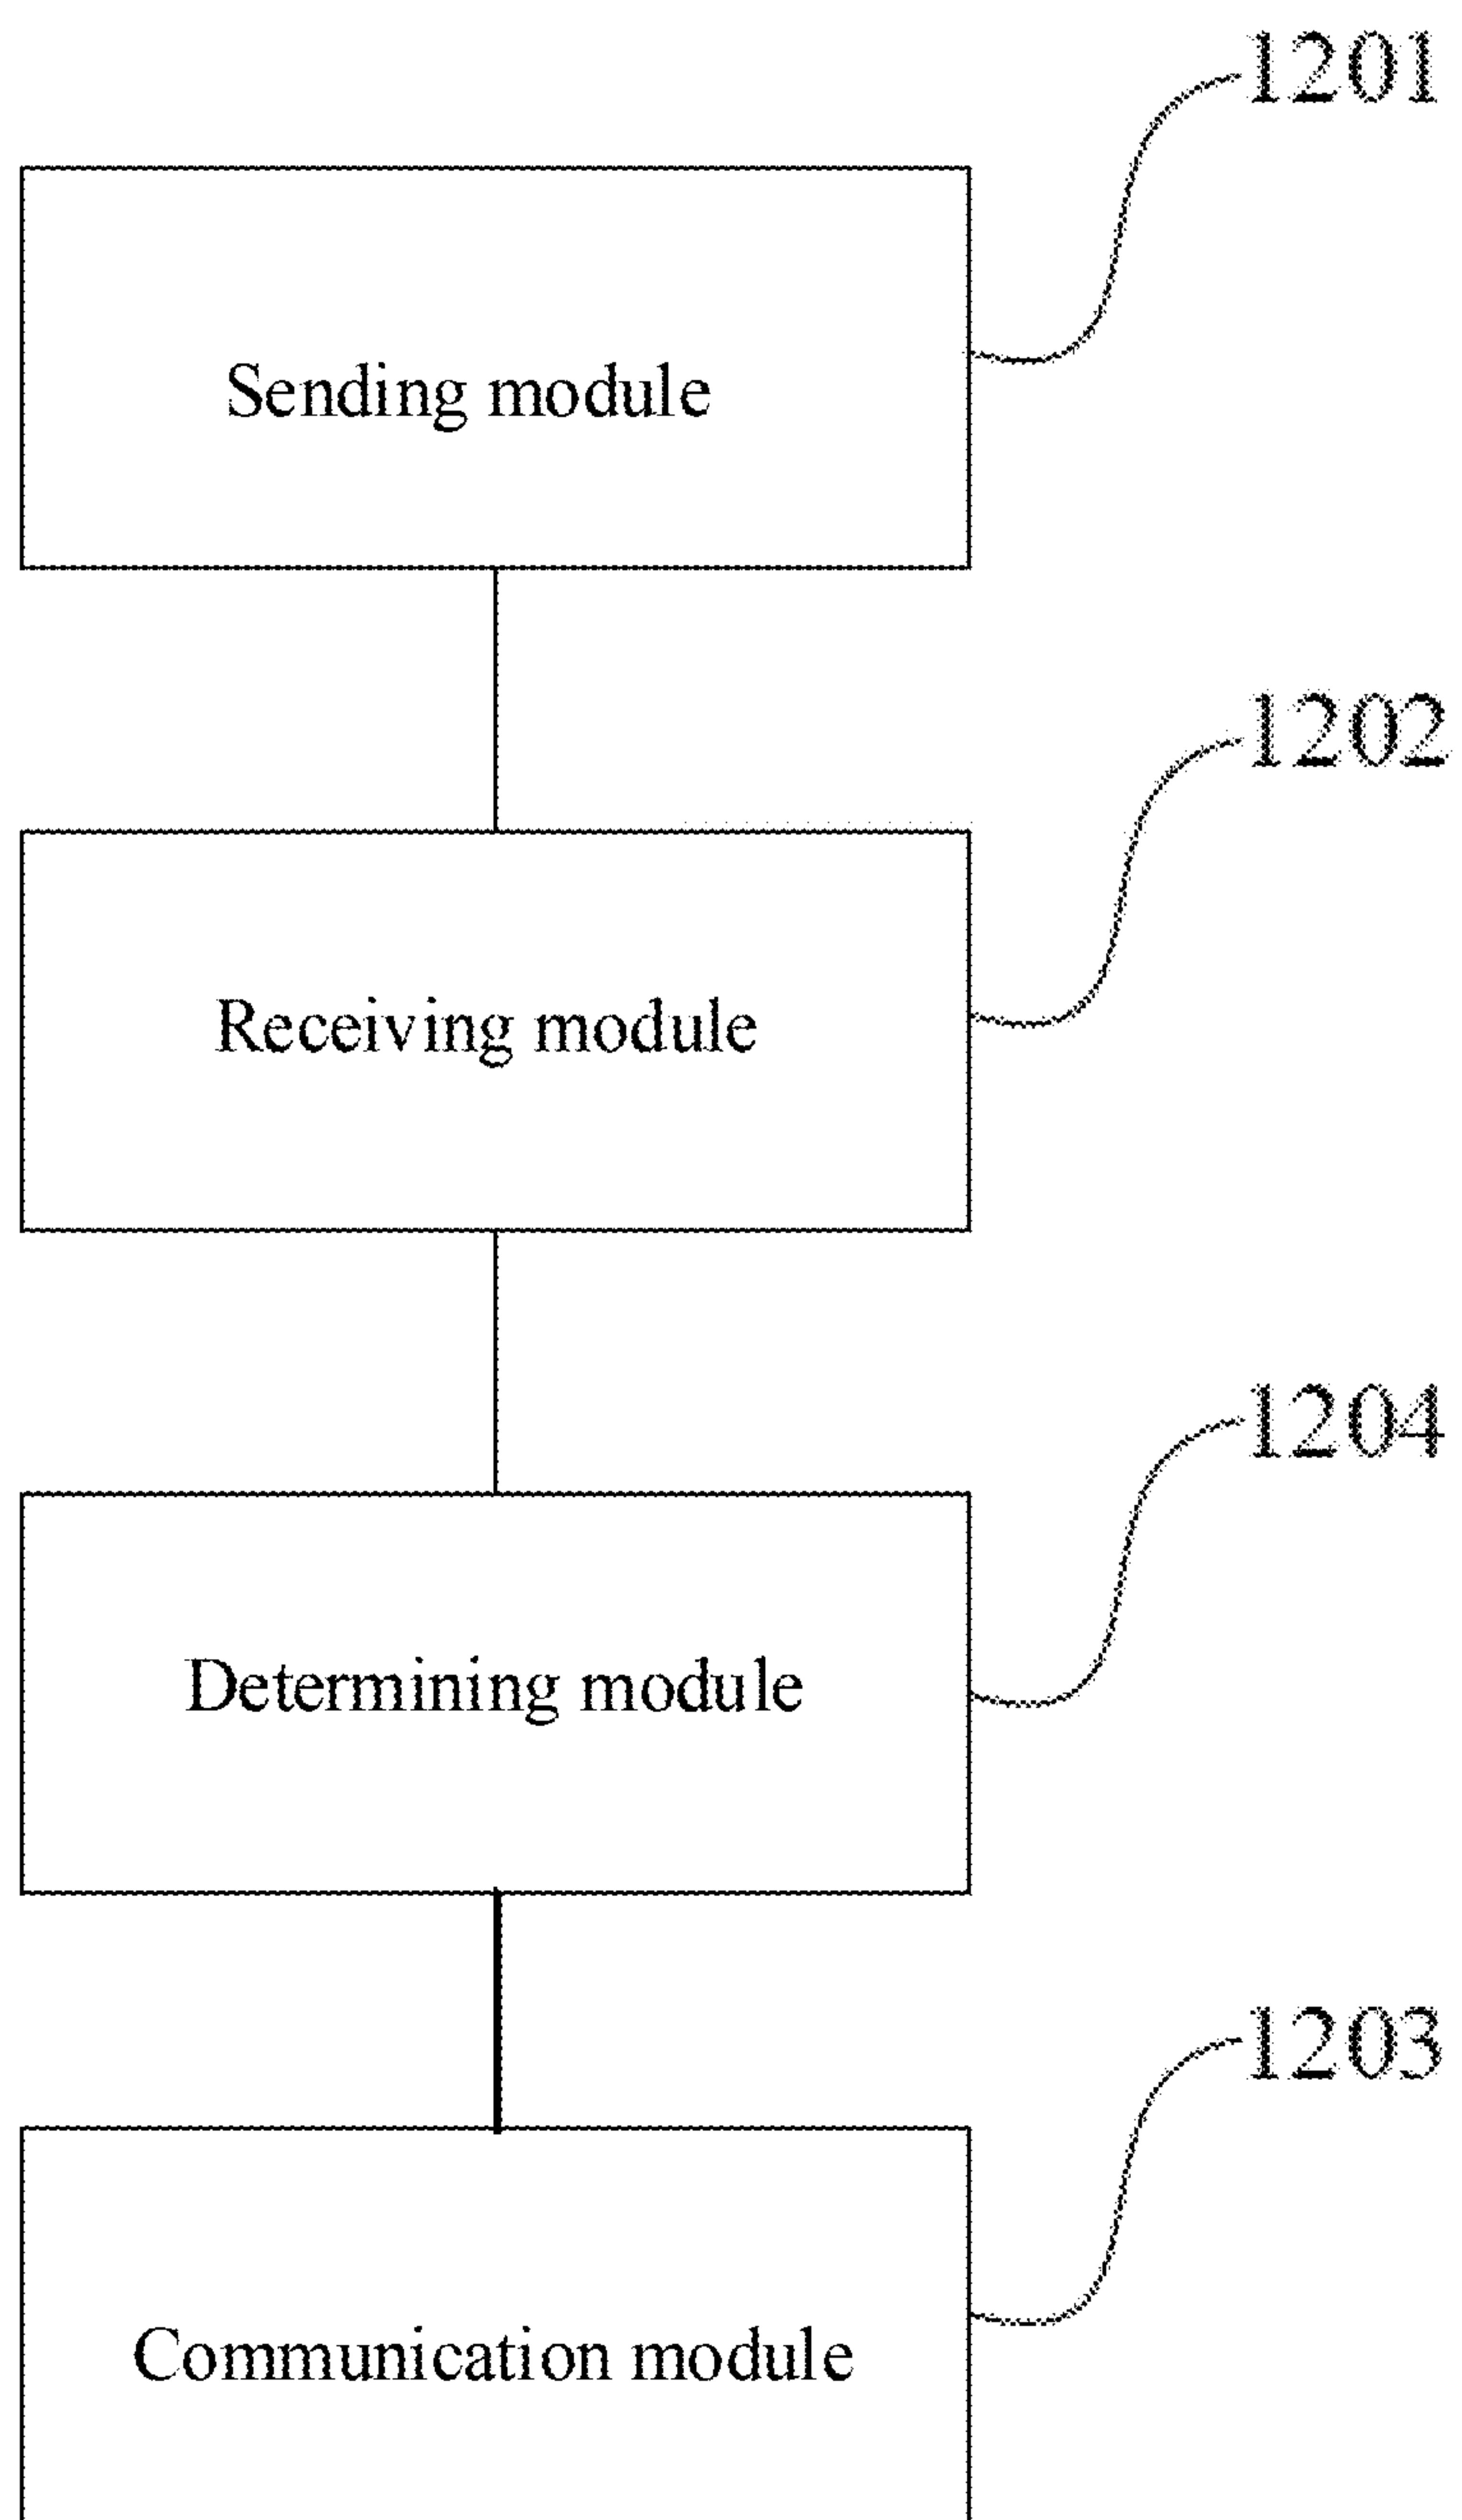 1201
Sending module
1202
Receiving module
1204
Determining module
1203
Communication module